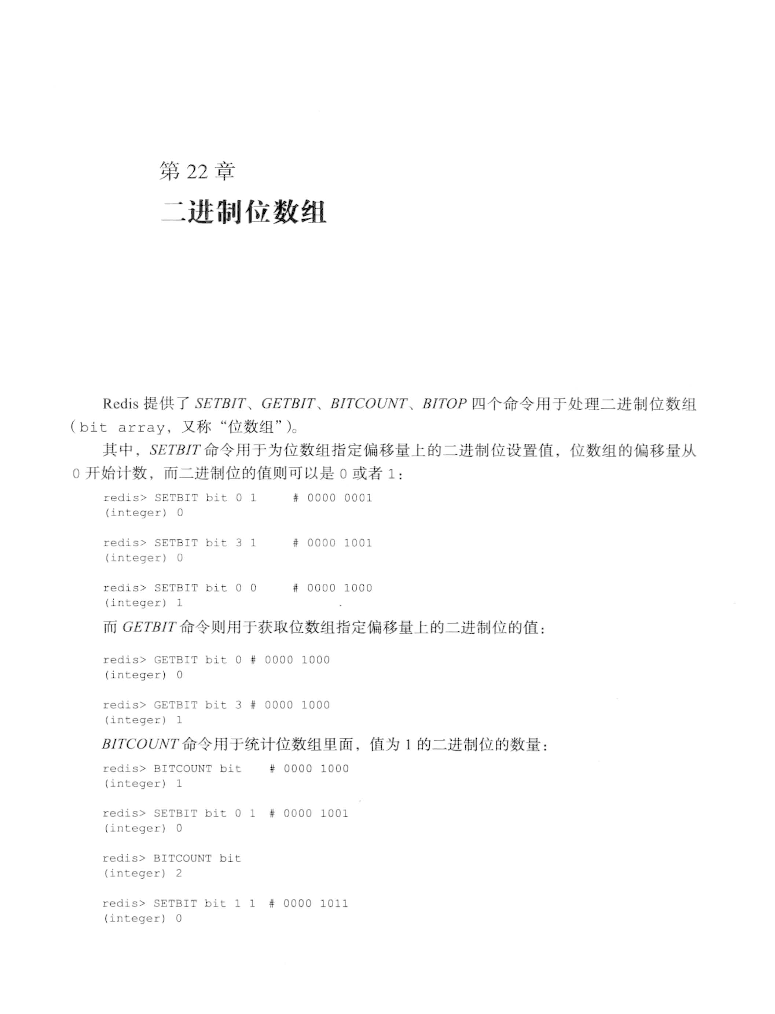 第 22 章
二进制位数组
Redis 提供了 SETBIT、GETBIT、BITCOUNT、BITOP 四个命令用于处理二进制位数组
(bit array，又称“位数组”)。
其中，SETBIT 命令用于为位数组指定偏移量上的二进制位设置值，位数组的偏移量从
0 开始计数，而二进制位的值则可以是 0 或者 1：
redis> SETBIT bit 0 1 # 0000 0001
(integer) 0
redis> SETBIT bit 3 1 # 0000 1001
(integer) 0
redis> SETBIT bit 0 0 # 0000 1000
(integer) 1
而 GETBIT 命令则用于获取位数组指定偏移量上的二进制位的值：
redis> GETBIT bit 0 # 0000 1000
(integer) 0
redis> GETBIT bit 3 # 0000 1000
(integer) 1
BITCOUNT 命令用于统计位数组里面，值为 1 的二进制位的数量：
redis> BITCOUNT bit # 0000 1000
(integer) 1
redis> SETBIT bit 0 1 # 0000 1001
(integer) 0
redis> BITCOUNT bit
(integer) 2
redis> SETBIT bit 1 1 # 0000 1011
(integer) 0